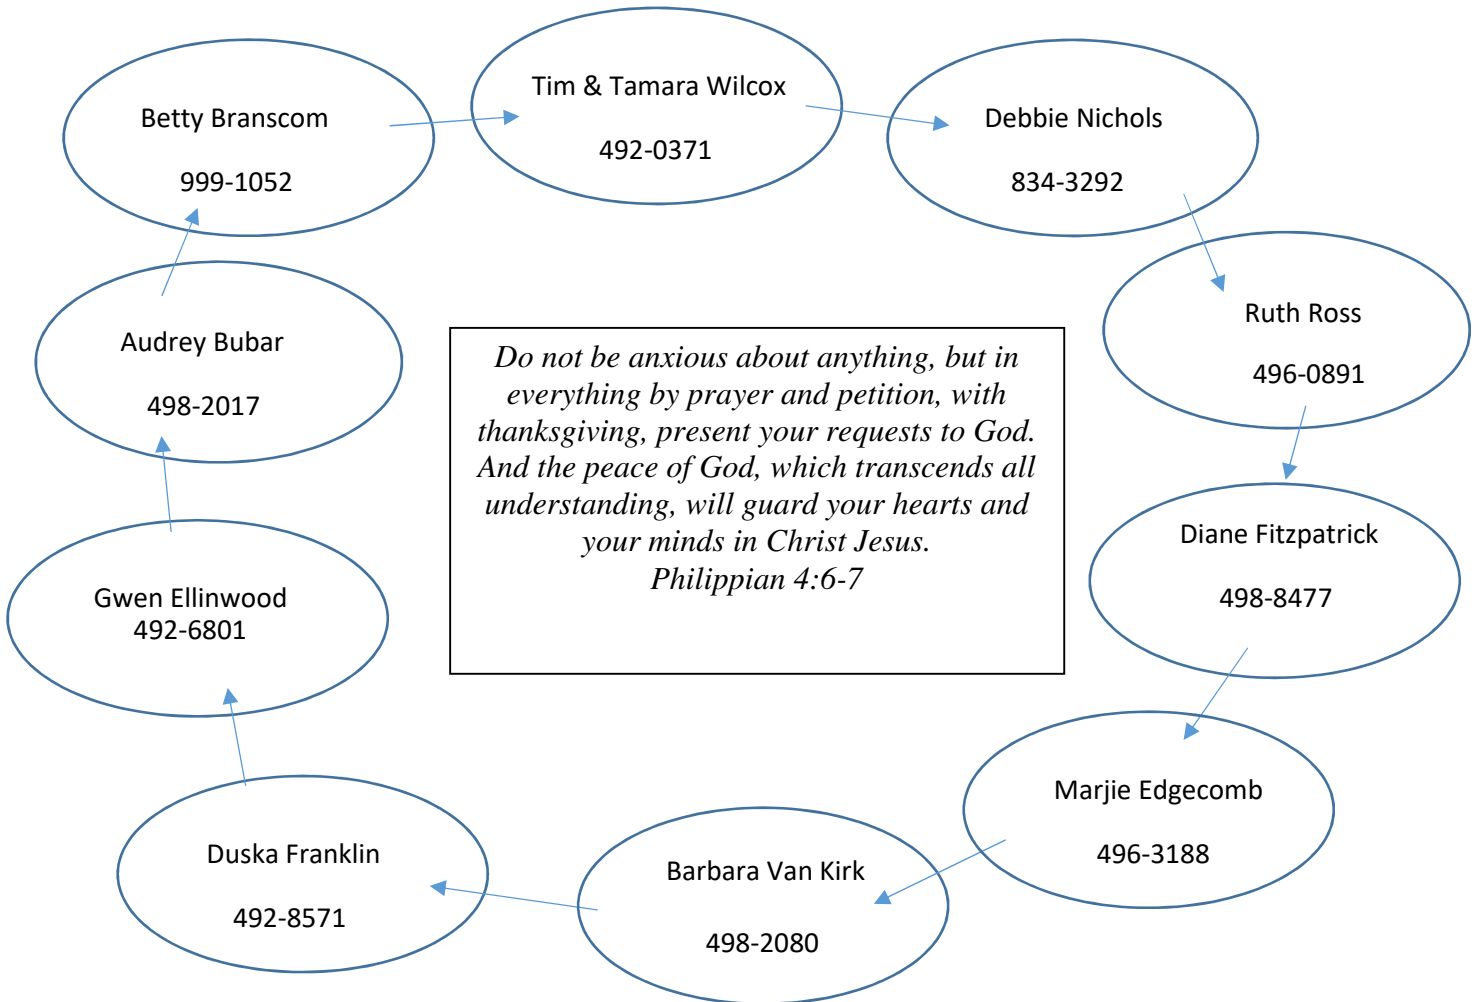 Tim & Tamara Wilcox
492-0371
Debbie Nichols
834-3292
Ruth Ross
496-0891
Diane Fitzpatrick
498-8477
Marjie Edgecomb
496-3188
Barbara Van Kirk
498-2080
Duska Franklin
492-8571
Gwen Ellinwood
492-6801
Audrey Bubar
498-2017
Betty Branscom
999-1052
Do not be anxious about anything, but in
everything by prayer and petition, with
thanksgiving, present your requests to God.
And the peace of God, which transcends all
understanding, will guard your hearts and
your minds in Christ Jesus.
Philippian 4:6-7